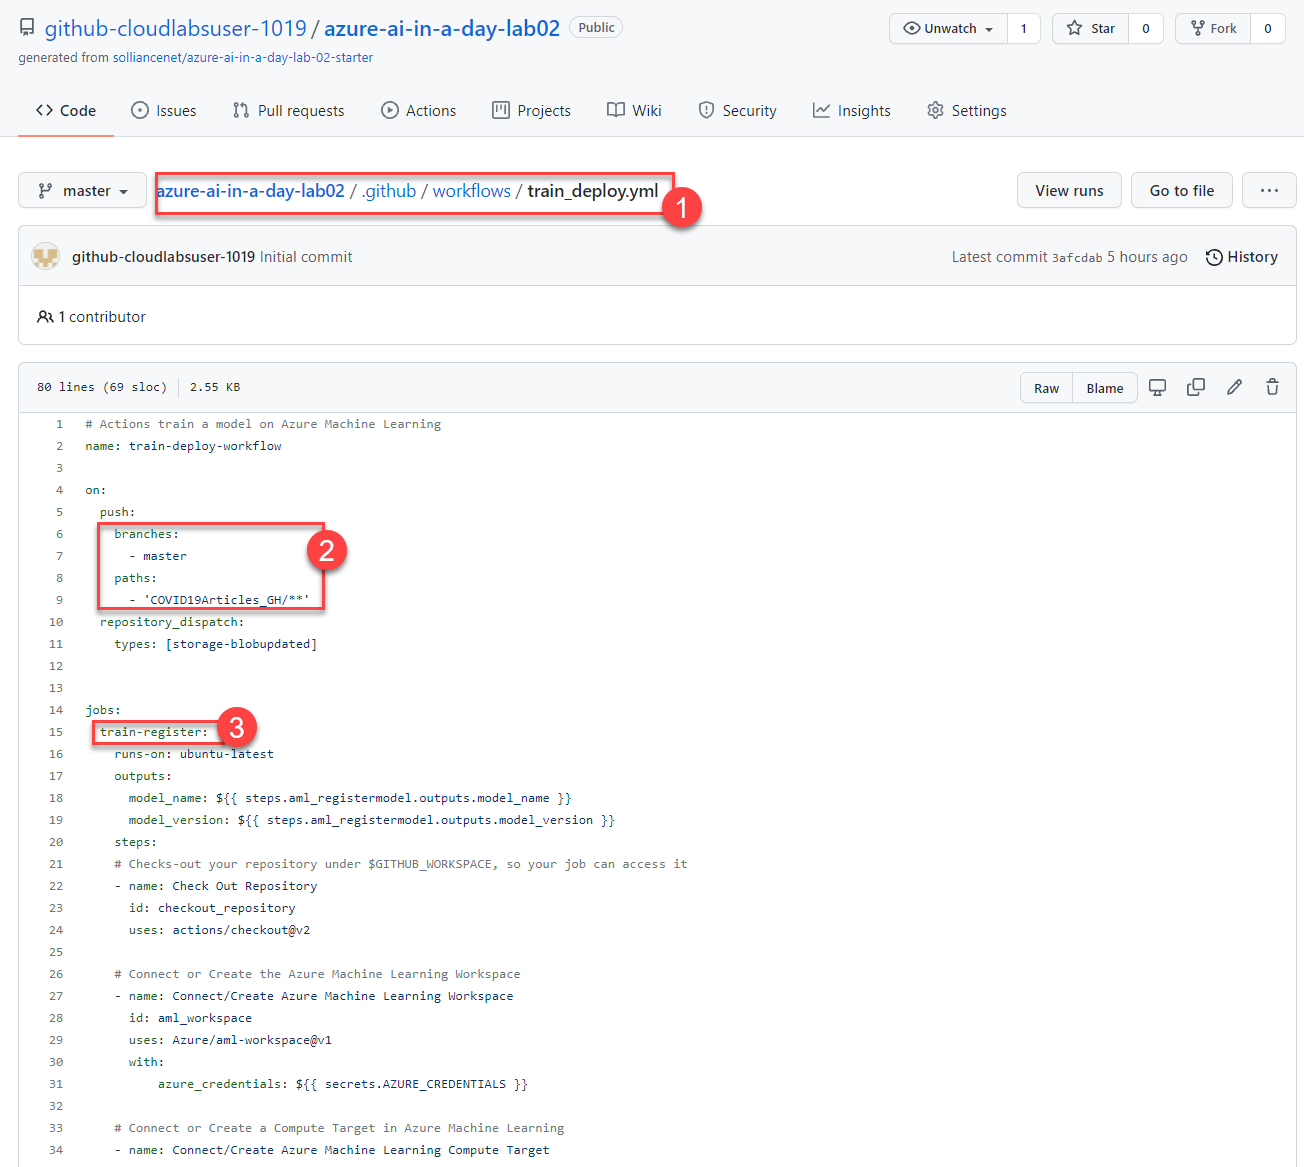 github-cloudlabsuser-1019 / azure-ai-in-a-day-lab02 Public Unwatch 1 Star 0 Fork 0
generated from solliancenet/azure-ai-in-a-day-lab-02-starter
Code Issues Pull requests Actions Projects Wiki Security Insights Settings
master azure-ai-in-a-day-lab02 / .github / workflows / train_deploy.yml 1 View runs Go to file ...
github-cloudlabsuser-1019 Initial commit Latest commit 3afcdab 5 hours ago History
1 contributor
80 lines (69 sloc) 2.55 KB Raw Blame
1 # Actions train a model on Azure Machine Learning
2 name: train-deploy-workflow
3
4 on:
5 push:
6 branches:
7 - master 2
8 paths:
9 - 'COVID19Articles_GH/**'
10 repository_dispatch:
11 types: [storage-blobupdated]
12
13
14 jobs:
15 train-register: 3
16 runs-on: ubuntu-latest
17 outputs:
18 model_name: ${{ steps.aml_registermodel.outputs.model_name }}
19 model_version: ${{ steps.aml_registermodel.outputs.model_version }}
20 steps:
21 # Checks-out your repository under $GITHUB_WORKSPACE, so your job can access it
22 - name: Check Out Repository
23 id: checkout_repository
24 uses: actions/checkout@v2
25
26 # Connect or Create the Azure Machine Learning Workspace
27 - name: Connect/Create Azure Machine Learning Workspace
28 id: aml_workspace
29 uses: Azure/aml-workspace@v1
30 with:
31 azure_credentials: ${{ secrets.AZURE_CREDENTIALS }}
32
33 # Connect or Create a Compute Target in Azure Machine Learning
34 - name: Connect/Create Azure Machine Learning Compute Target